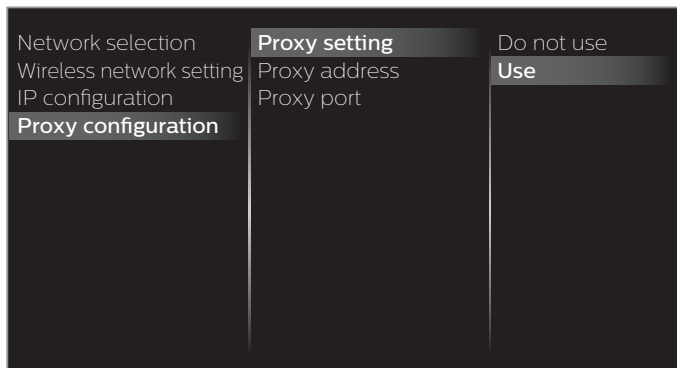 Network selection
Wireless network setting
IP configuration
Proxy configuration
Proxy setting
Proxy address
Proxy port
Do not use
Use